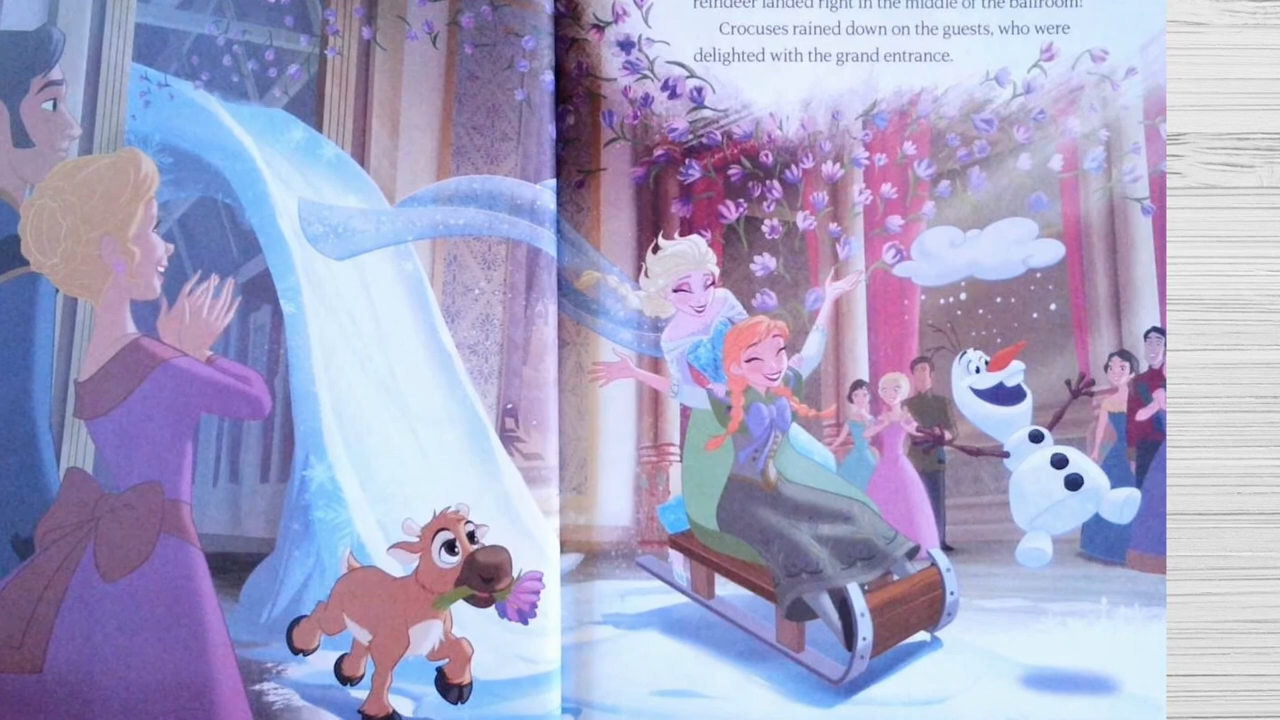 reindeer landed right in the middle of the ballroom!
Crocuses rained down on the guests, who were
delighted with the grand entrance.